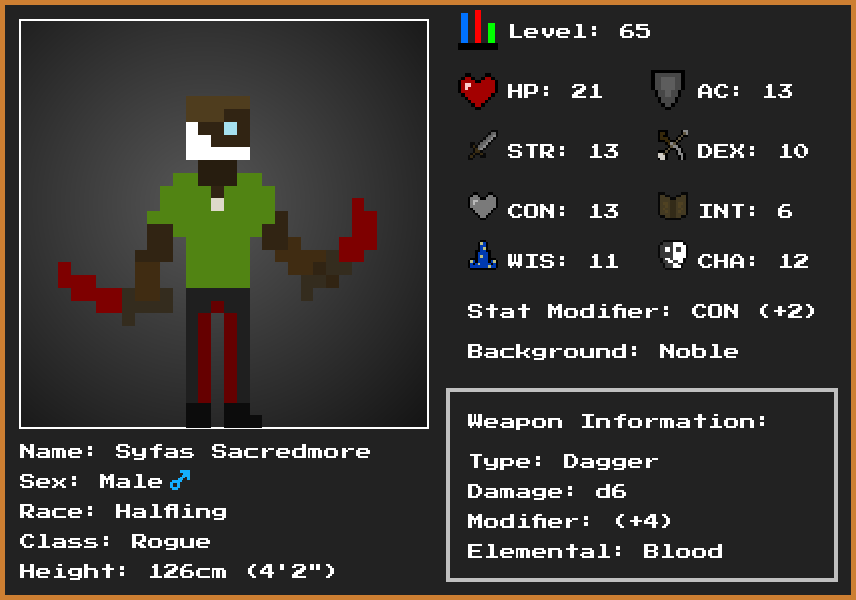 Level: 65
HP: 21
AC: 13
STR: 13
DEX: 10
CON: 13
INT: 6
WIS: 11
CHA: 12
Stat Modifier: CON (+2)
Background: Noble
Name: Syfas Sacredmore
Sex: Male ♂
Race: Halfling
Class: Rogue
Height: 126cm (4'2")
Weapon Information:
Type: Dagger
Damage: d6
Modifier: (+4)
Elemental: Blood